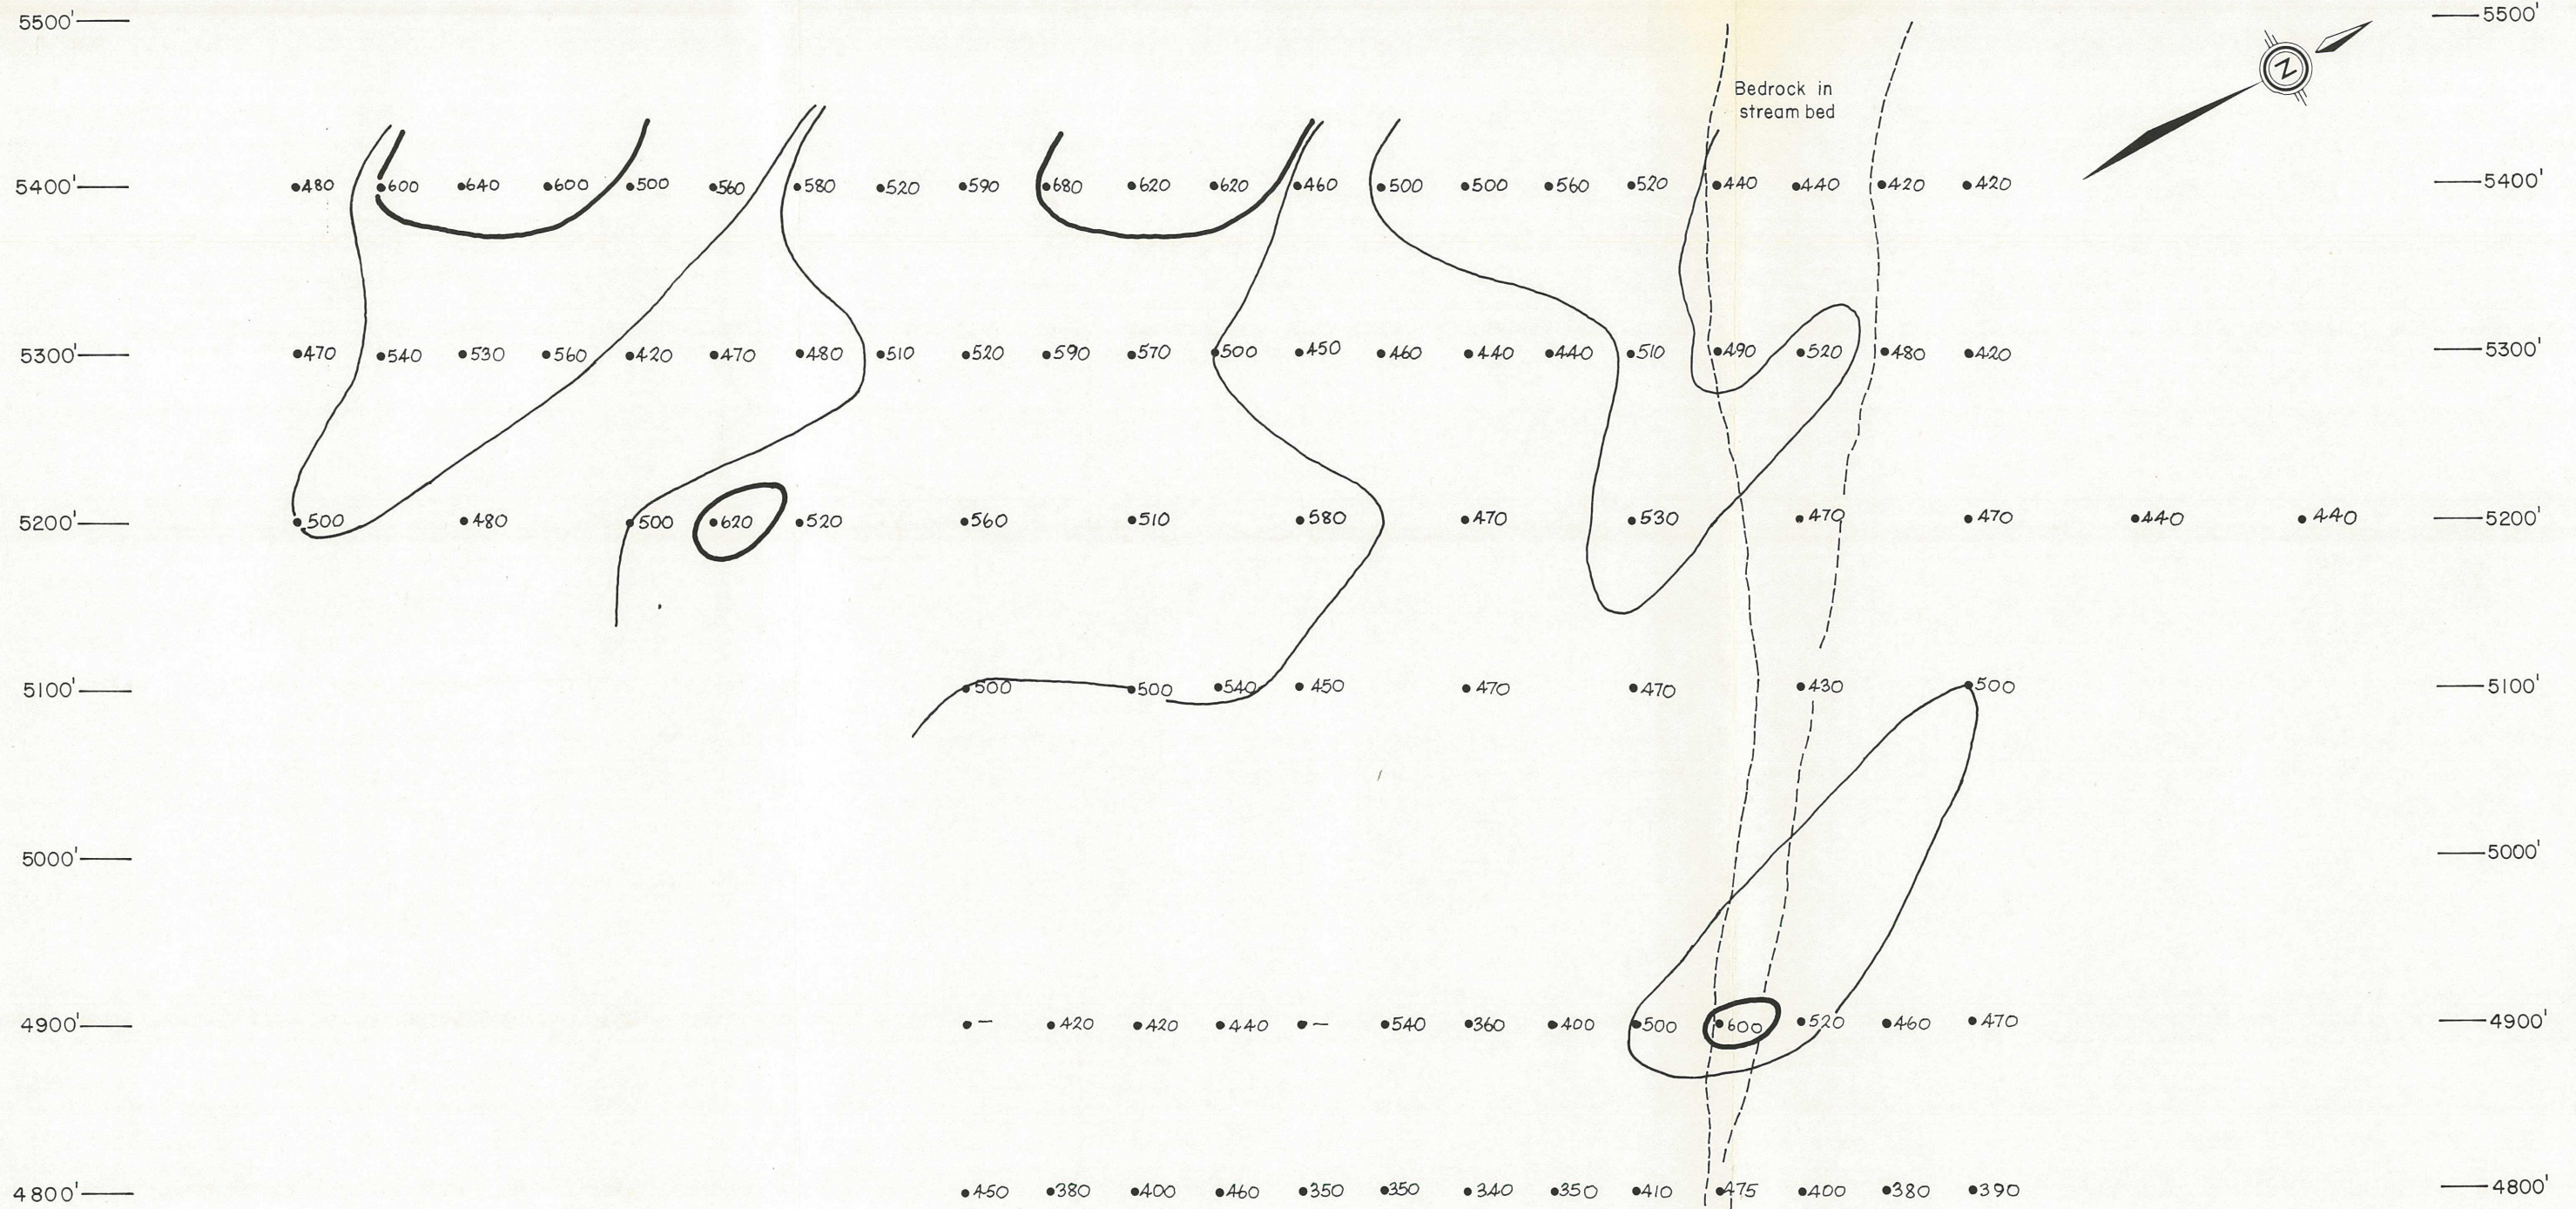 5500' 5500'
N
Bedrock in
stream bed
5400' 480 600 640 600 500 560 580 520 590 680 620 620 460 500 500 560 520 440 440 420 420 5400'
5300' 470 540 530 560 420 470 480 510 520 590 570 500 450 460 440 440 510 490 520 480 420 5300'
5200' 500 480 500 620 520 560 510 580 470 530 470 470 440 440 5200'
5100' 500 500 540 450 470 470 430 500 5100'
5000' 5000'
4900' — 420 420 440 — 540 360 400 500 600 520 460 470 4900'
4800' 450 380 400 460 350 350 340 350 410 475 400 380 390 4800'